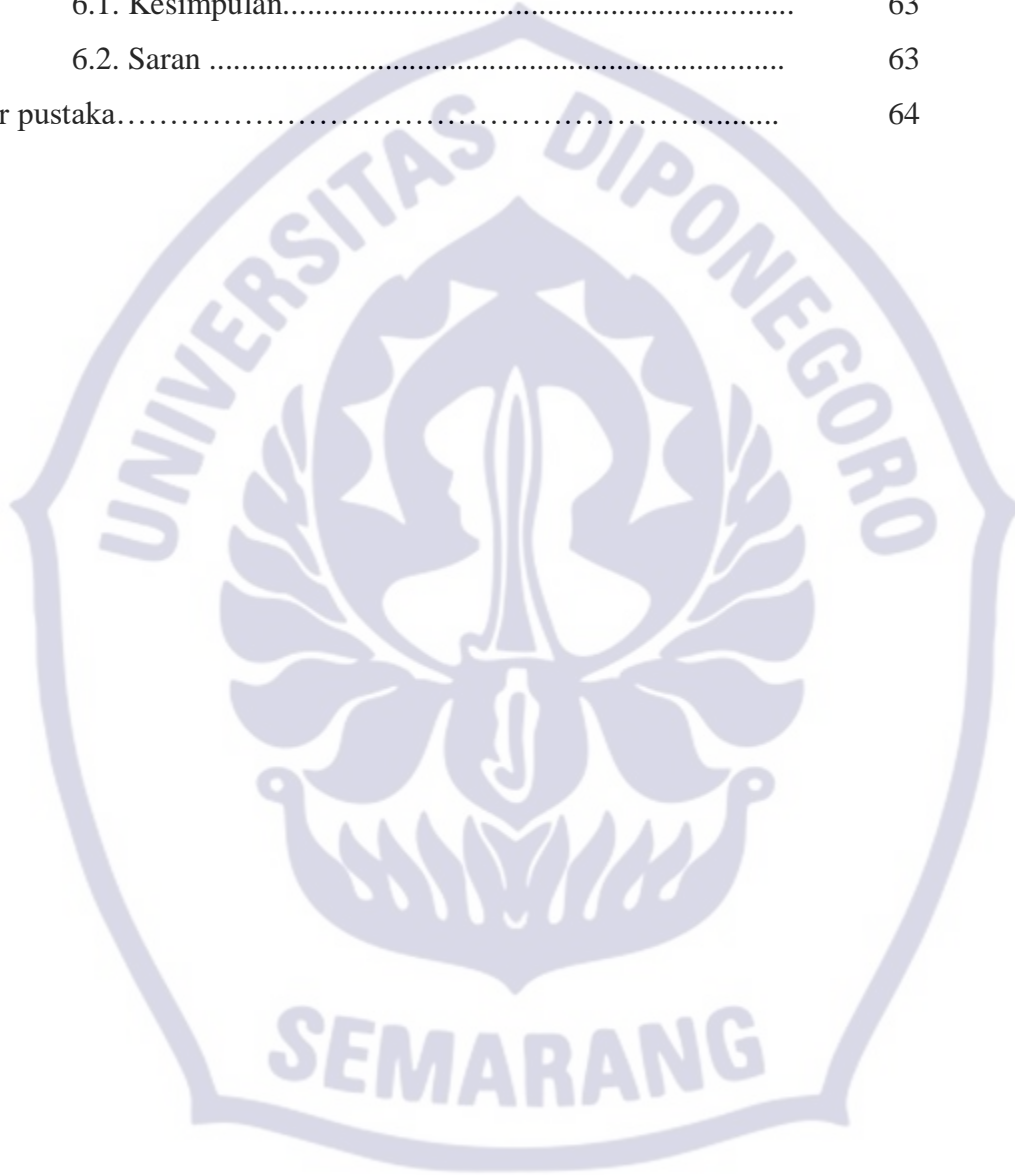 6.1. Kesimpulan.............................................................................. 63
6.2. Saran ....................................................................................... 63
r pustaka………………………………………………........... 64
UNIVERSITAS DIPONEGORO
SEMARANG